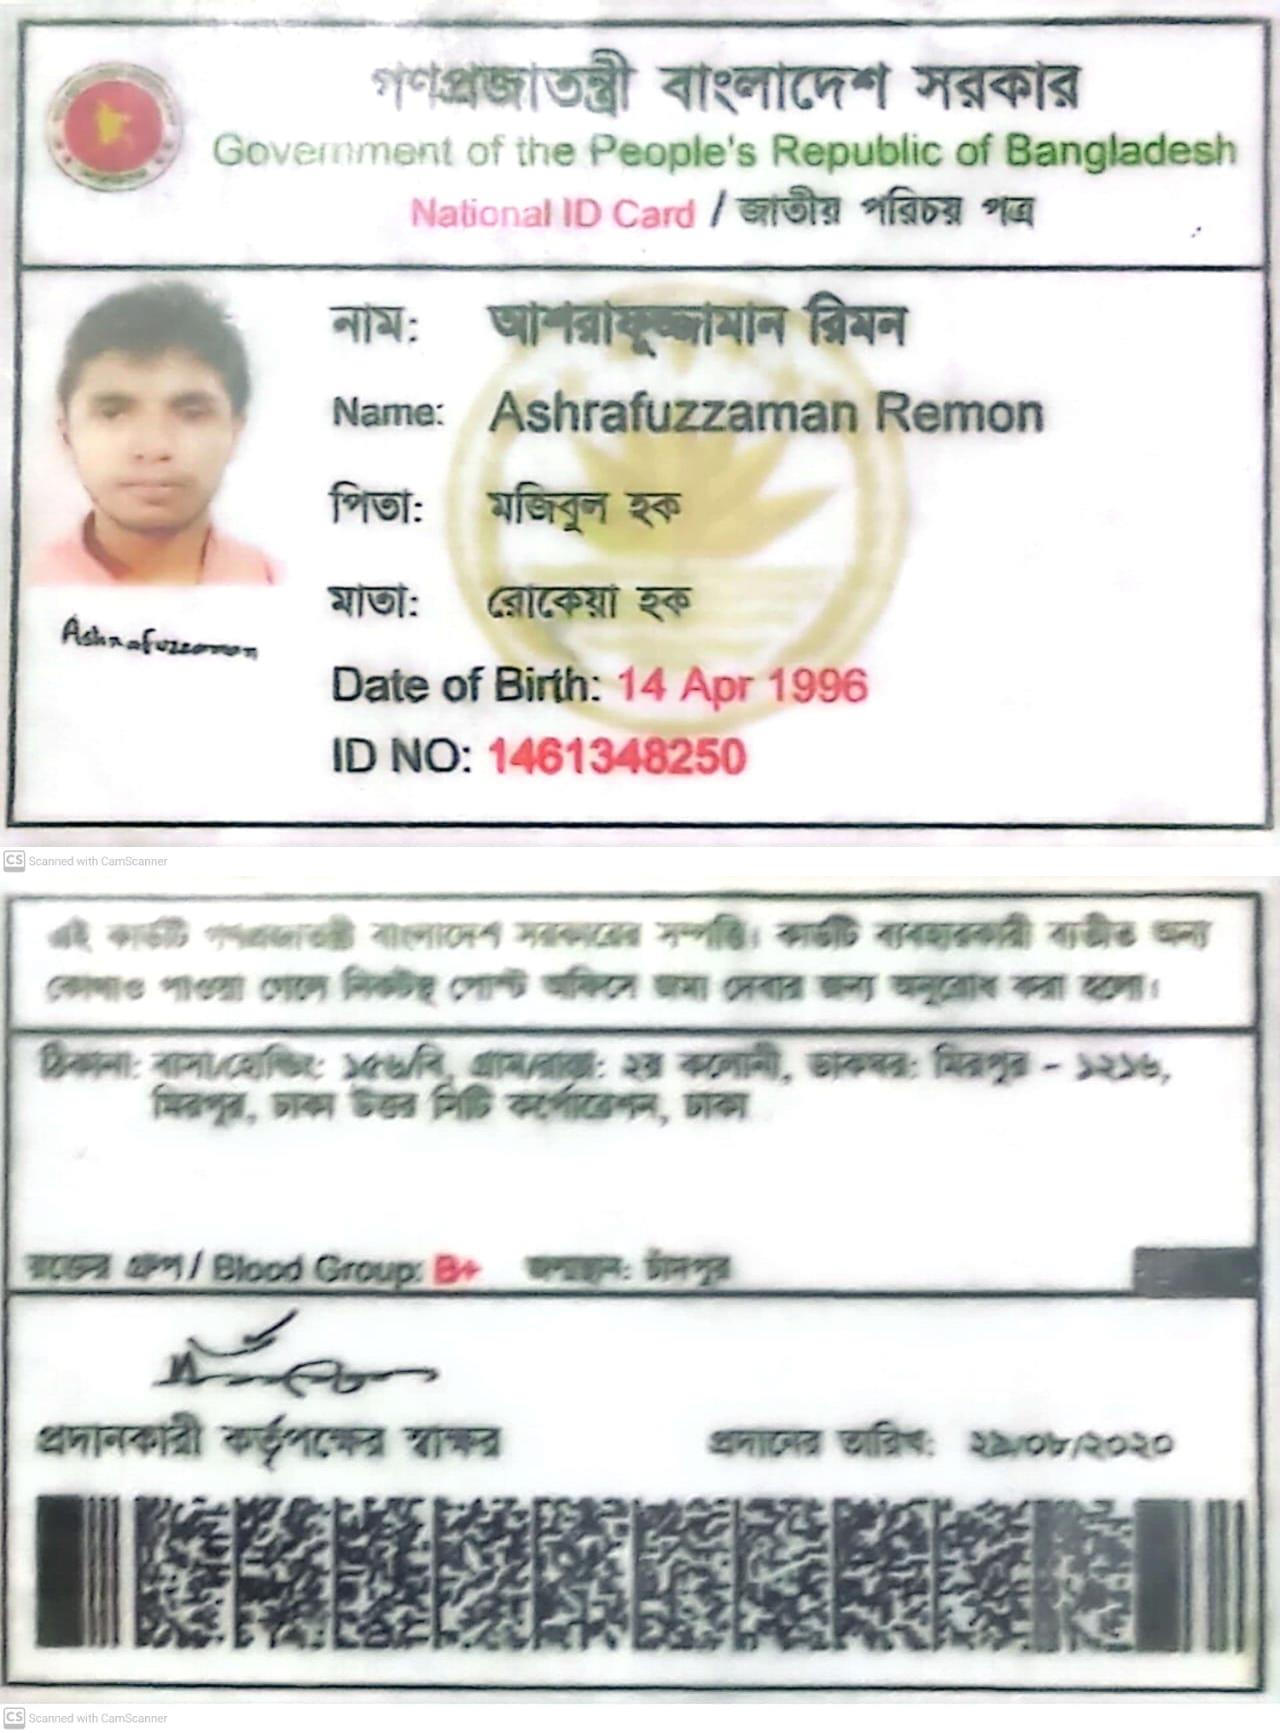 গণপ্রজাতন্ত্রী বাংলাদেশ সরকার
Government of the People's Republic of Bangladesh
National ID Card / জাতীয় পরিচয় পত্র
নাম: আশরাফুজ্জামান রিমন
Name: Ashrafuzzaman Remon
পিতা: মজিবুল হক
মাতা: রোকেয়া হক
Ashrafuzzaman
Date of Birth: 14 Apr 1996
ID NO: 1461348250
CS Scanned with CamScanner
এই কার্ডটি গণপ্রজাতন্ত্রী বাংলাদেশ সরকারের সম্পত্তি। কার্ডটি ব্যবহারকারী ব্যতীত অন্য
কোথাও পাওয়া গেলে নিকটস্থ পোস্ট অফিসে জমা দেবার জন্য অনুরোধ করা হলো।
ঠিকানা: বাসা/হোল্ডিং: ১৫৬/বি, গ্রাম/রাস্তা: ২য় কলোনী, ডাকঘর: মিরপুর - ১২১৬,
মিরপুর, ঢাকা উত্তর সিটি কর্পোরেশন, ঢাকা
রক্তের গ্রুপ / Blood Group: B+ জন্মস্থান: চাঁদপুর
প্রদানকারী কর্তৃপক্ষের স্বাক্ষর প্রদানের তারিখ: ২৯/০৮/২০২০
CS Scanned with CamScanner